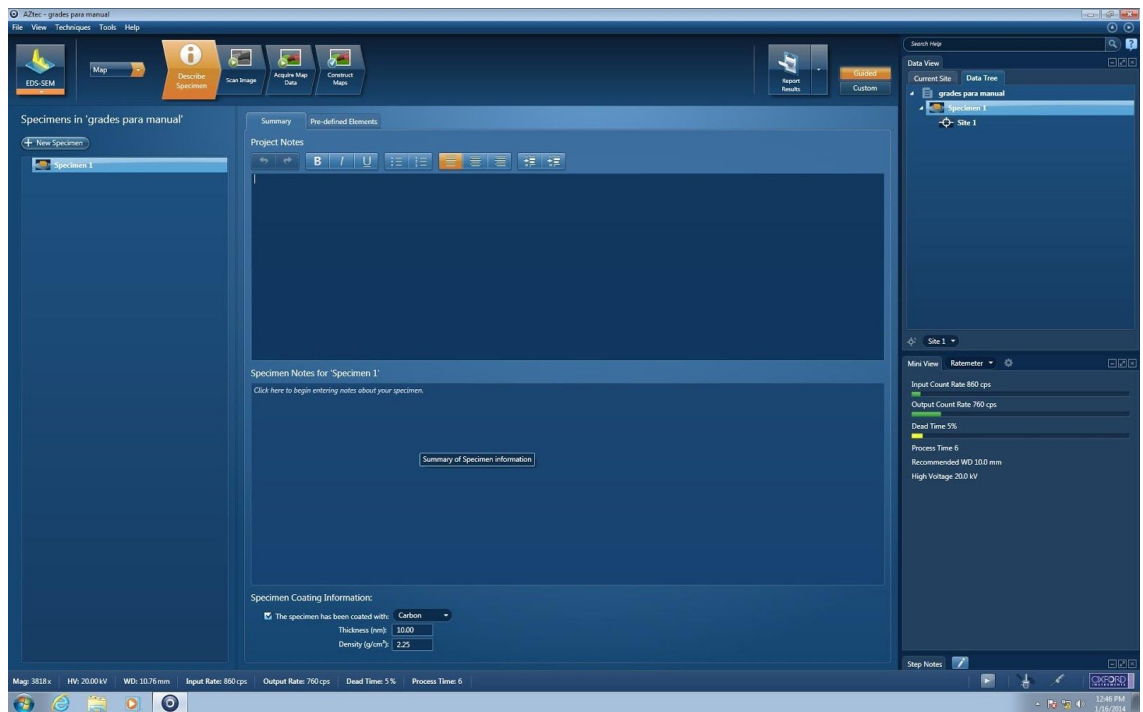 AZtec - grades para manual
File View Techniques Tools Help
EDS-SEM
Map
Describe
Specimen
Scan Image
Acquire Map
Data
Construct
Maps
Report
Results
Guided
Custom
Specimens in 'grades para manual'
+ New Specimen
Specimen 1
Summary
Pre-defined Elements
Project Notes
B I U
Specimen Notes for 'Specimen 1'
Click here to begin entering notes about your specimen.
Summary of Specimen information
Specimen Coating Information:
The specimen has been coated with: Carbon
Thickness (nm): 10.00
Density (g/cm³): 2.25
Search Help
Data View
Current Site
Data Tree
grades para manual
Specimen 1
Site 1
Site 1
Mini View
Ratemeter
Input Count Rate 860 cps
Output Count Rate 760 cps
Dead Time 5%
Process Time 6
Recommended WD 10.0 mm
High Voltage 20.0 kV
Step Notes
Mag: 3818 x HV: 20.00 kV WD: 10.76 mm Input Rate: 860 cps Output Rate: 760 cps Dead Time: 5 % Process Time: 6
OXFORD
INSTRUMENTS
12:46 PM
1/16/2014